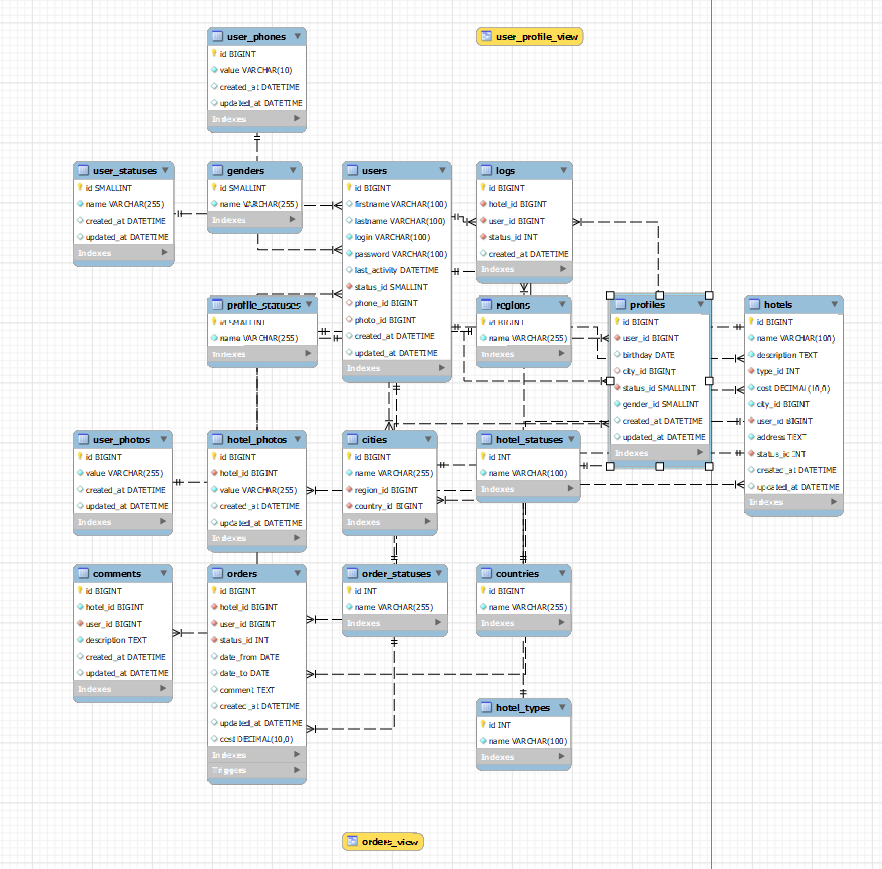 user_phones
id BIGINT
value VARCHAR(10)
created_at DATETIME
updated_at DATETIME
Indexes
user_profile_view
user_statuses
id SMALLINT
name VARCHAR(255)
created_at DATETIME
updated_at DATETIME
Indexes
genders
id SMALLINT
name VARCHAR(255)
Indexes
users
id BIGINT
firstname VARCHAR(100)
lastname VARCHAR(100)
login VARCHAR(100)
password VARCHAR(100)
last_activity DATETIME
status_id SMALLINT
phone_id BIGINT
photo_id BIGINT
created_at DATETIME
updated_at DATETIME
Indexes
logs
id BIGINT
hotel_id BIGINT
user_id BIGINT
status_id INT
created_at DATETIME
Indexes
profile_statuses
id SMALLINT
name VARCHAR(255)
Indexes
regions
id BIGINT
name VARCHAR(255)
Indexes
profiles
id BIGINT
user_id BIGINT
birthday DATE
city_id BIGINT
status_id SMALLINT
gender_id SMALLINT
created_at DATETIME
updated_at DATETIME
Indexes
hotels
id BIGINT
name VARCHAR(100)
description TEXT
type_id INT
cost DECIMAL(10,0)
city_id BIGINT
user_id BIGINT
address TEXT
status_id INT
created_at DATETIME
updated_at DATETIME
Indexes
user_photos
id BIGINT
value VARCHAR(255)
created_at DATETIME
updated_at DATETIME
Indexes
hotel_photos
id BIGINT
hotel_id BIGINT
value VARCHAR(255)
created_at DATETIME
updated_at DATETIME
Indexes
cities
id BIGINT
name VARCHAR(255)
region_id BIGINT
country_id BIGINT
Indexes
hotel_statuses
id INT
name VARCHAR(100)
Indexes
comments
id BIGINT
hotel_id BIGINT
user_id BIGINT
description TEXT
created_at DATETIME
updated_at DATETIME
Indexes
orders
id BIGINT
hotel_id BIGINT
user_id BIGINT
status_id INT
date_from DATE
date_to DATE
comment TEXT
created_at DATETIME
updated_at DATETIME
cost DECIMAL(10,0)
Indexes
Triggers
order_statuses
id INT
name VARCHAR(255)
Indexes
countries
id BIGINT
name VARCHAR(255)
Indexes
hotel_types
id INT
name VARCHAR(100)
Indexes
orders_view